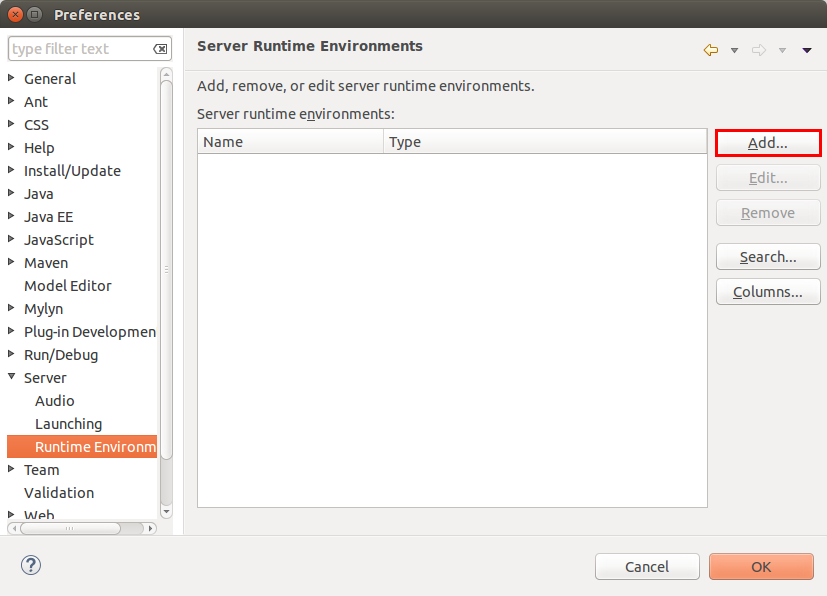 Preferences
type filter text
General
Ant
CSS
Help
Install/Update
Java
Java EE
JavaScript
Maven
Model Editor
Mylyn
Plug-in Developmen
Run/Debug
Server
Audio
Launching
Runtime Environm
Team
Validation
Web
Server Runtime Environments
Add, remove, or edit server runtime environments.
Server runtime environments:
Name Type
Add...
Edit...
Remove
Search...
Columns...
?
Cancel OK